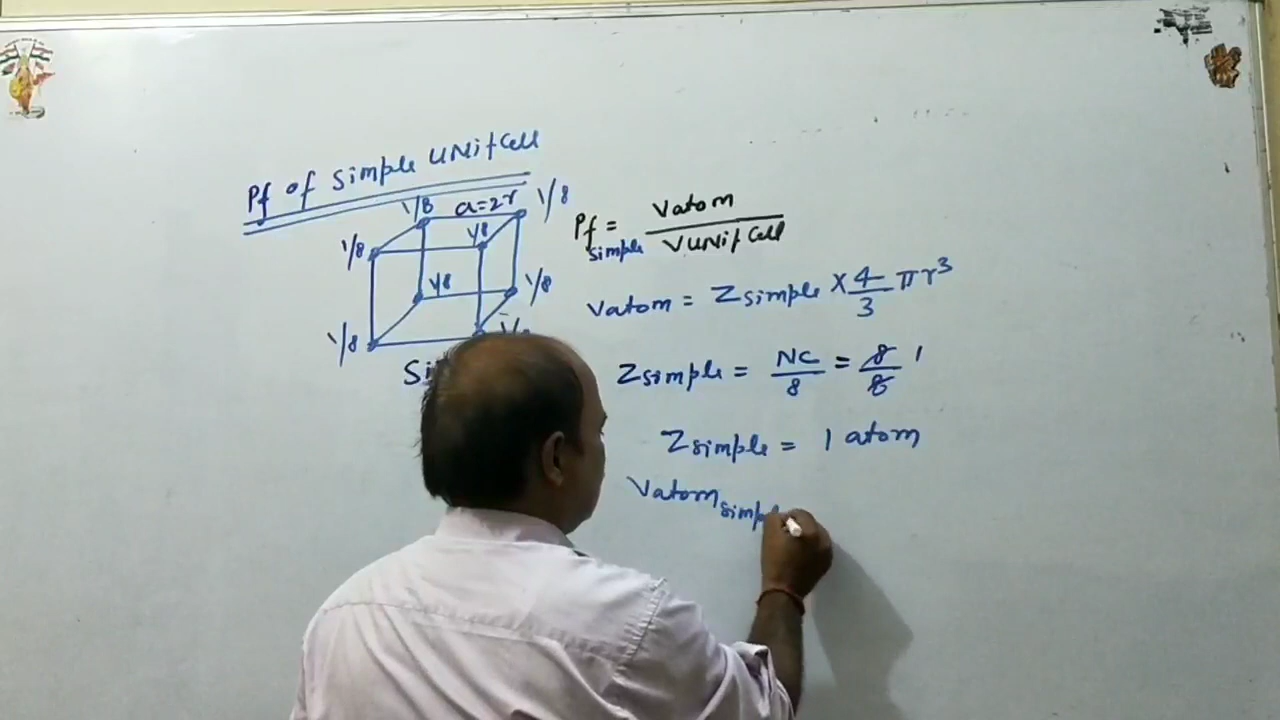 Pf of simple UNit Cell
1/8 a=2r 1/8
1/8 1/8
1/8 1/8
1/8
Pf simple = Vatom / VUNit Cell
Vatom = Zsimple × 4/3 πr³
Zsimple = NC/8 = 8/8 1
Zsimple = 1 atom
Vatom